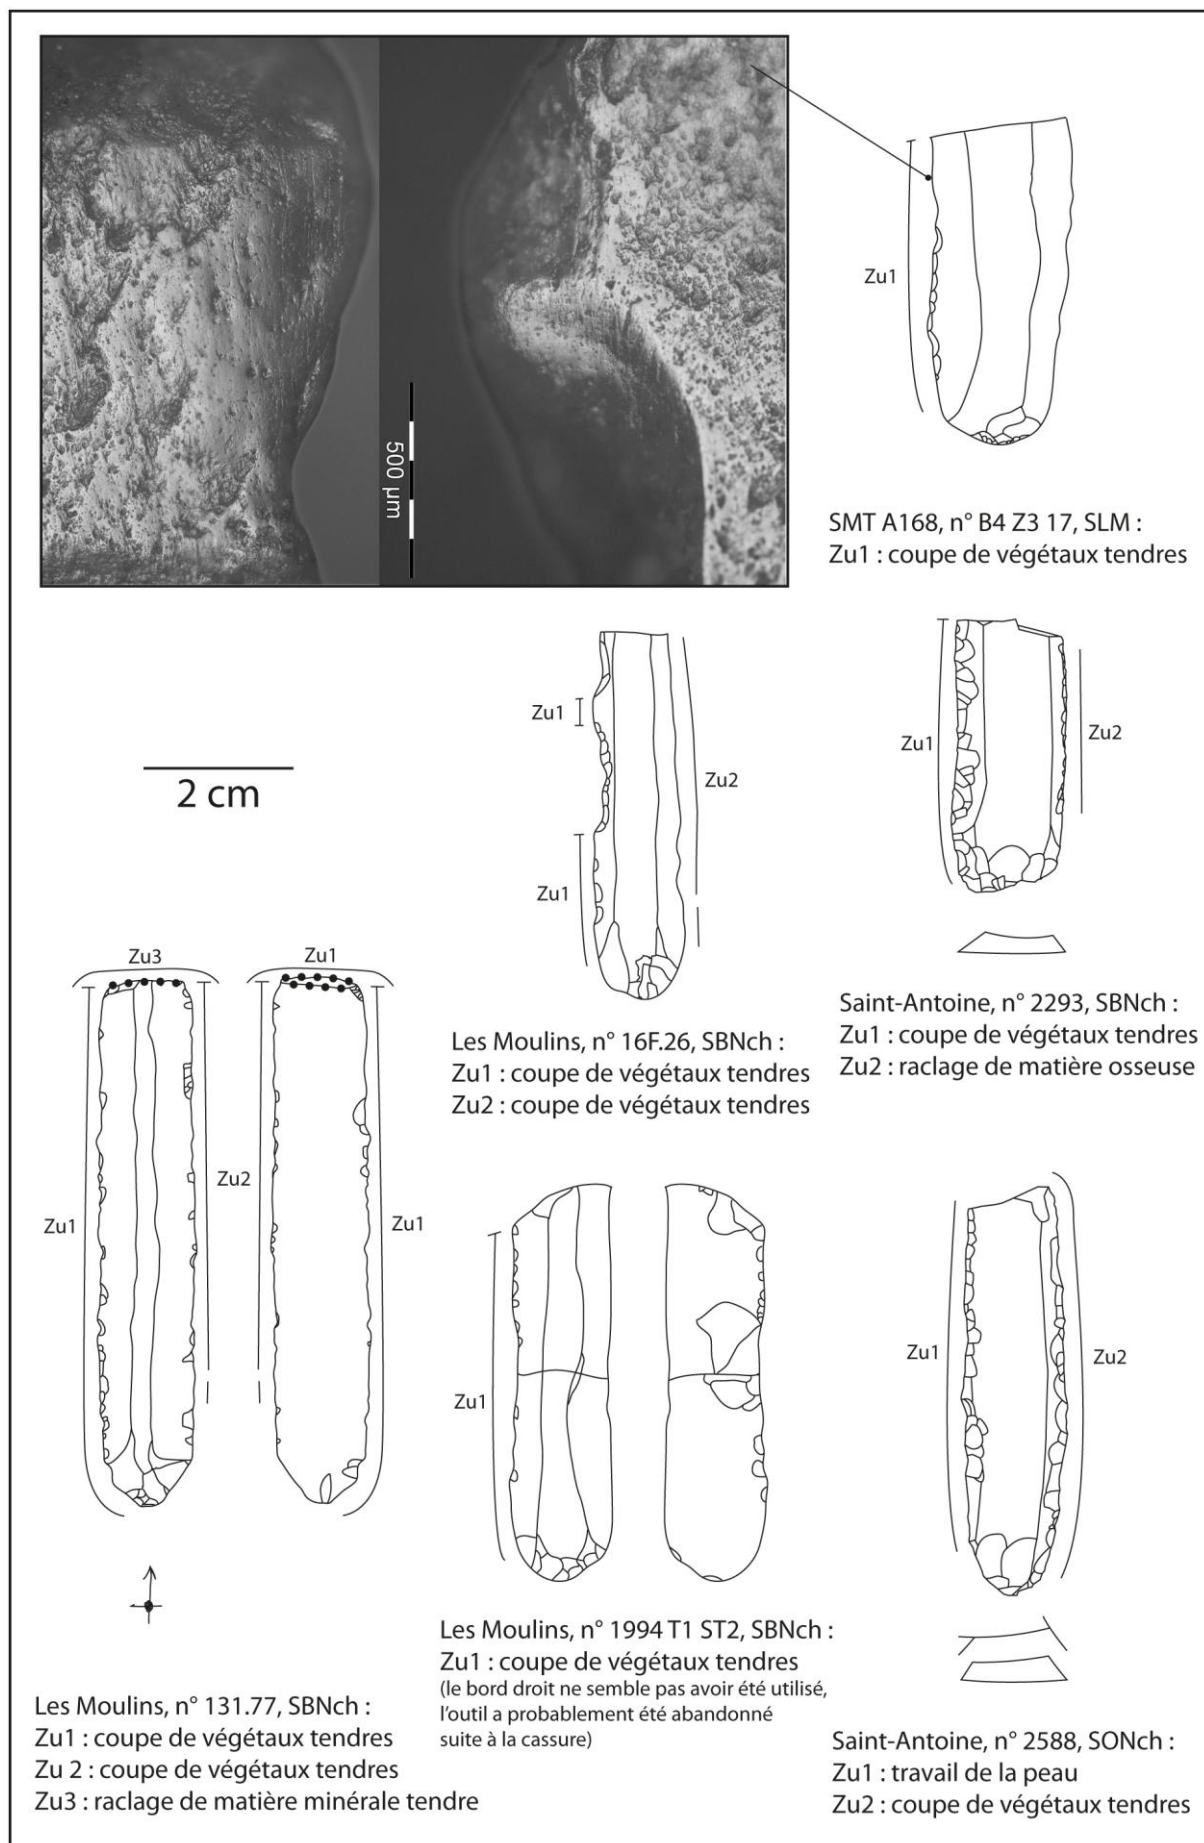 500 µm
Zu1
SMT A168, n° B4 Z3 17, SLM :
Zu1 : coupe de végétaux tendres
2 cm
Zu1
Zu2
Zu1
Les Moulins, n° 16F.26, SBNch :
Zu1 : coupe de végétaux tendres
Zu2 : coupe de végétaux tendres
Zu1
Zu2
Saint-Antoine, n° 2293, SBNch :
Zu1 : coupe de végétaux tendres
Zu2 : raclage de matière osseuse
Zu3
Zu1
Zu1
Zu2
Zu1
Les Moulins, n° 131.77, SBNch :
Zu1 : coupe de végétaux tendres
Zu 2 : coupe de végétaux tendres
Zu3 : raclage de matière minérale tendre
Zu1
Les Moulins, n° 1994 T1 ST2, SBNch :
Zu1 : coupe de végétaux tendres
(le bord droit ne semble pas avoir été utilisé,
l'outil a probablement été abandonné
suite à la cassure)
Zu1
Zu2
Saint-Antoine, n° 2588, SONch :
Zu1 : travail de la peau
Zu2 : coupe de végétaux tendres